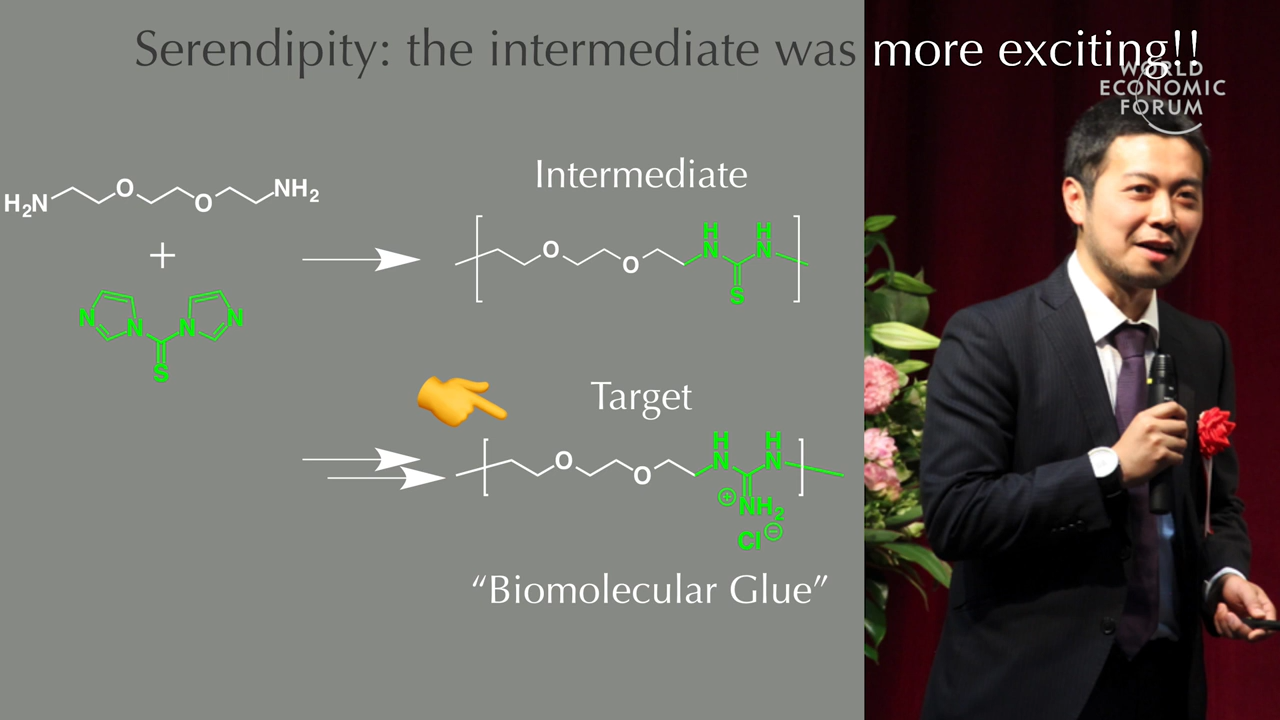 Serendipity: the intermediate was more exciting!!
WORLD
ECONOMIC
FORUM
Intermediate
H₂N O O NH₂
+
N N N N
S
O O H N H N
S
Target
O O H N H N
⊕ NH₂
Cl ⊖
“Biomolecular Glue”